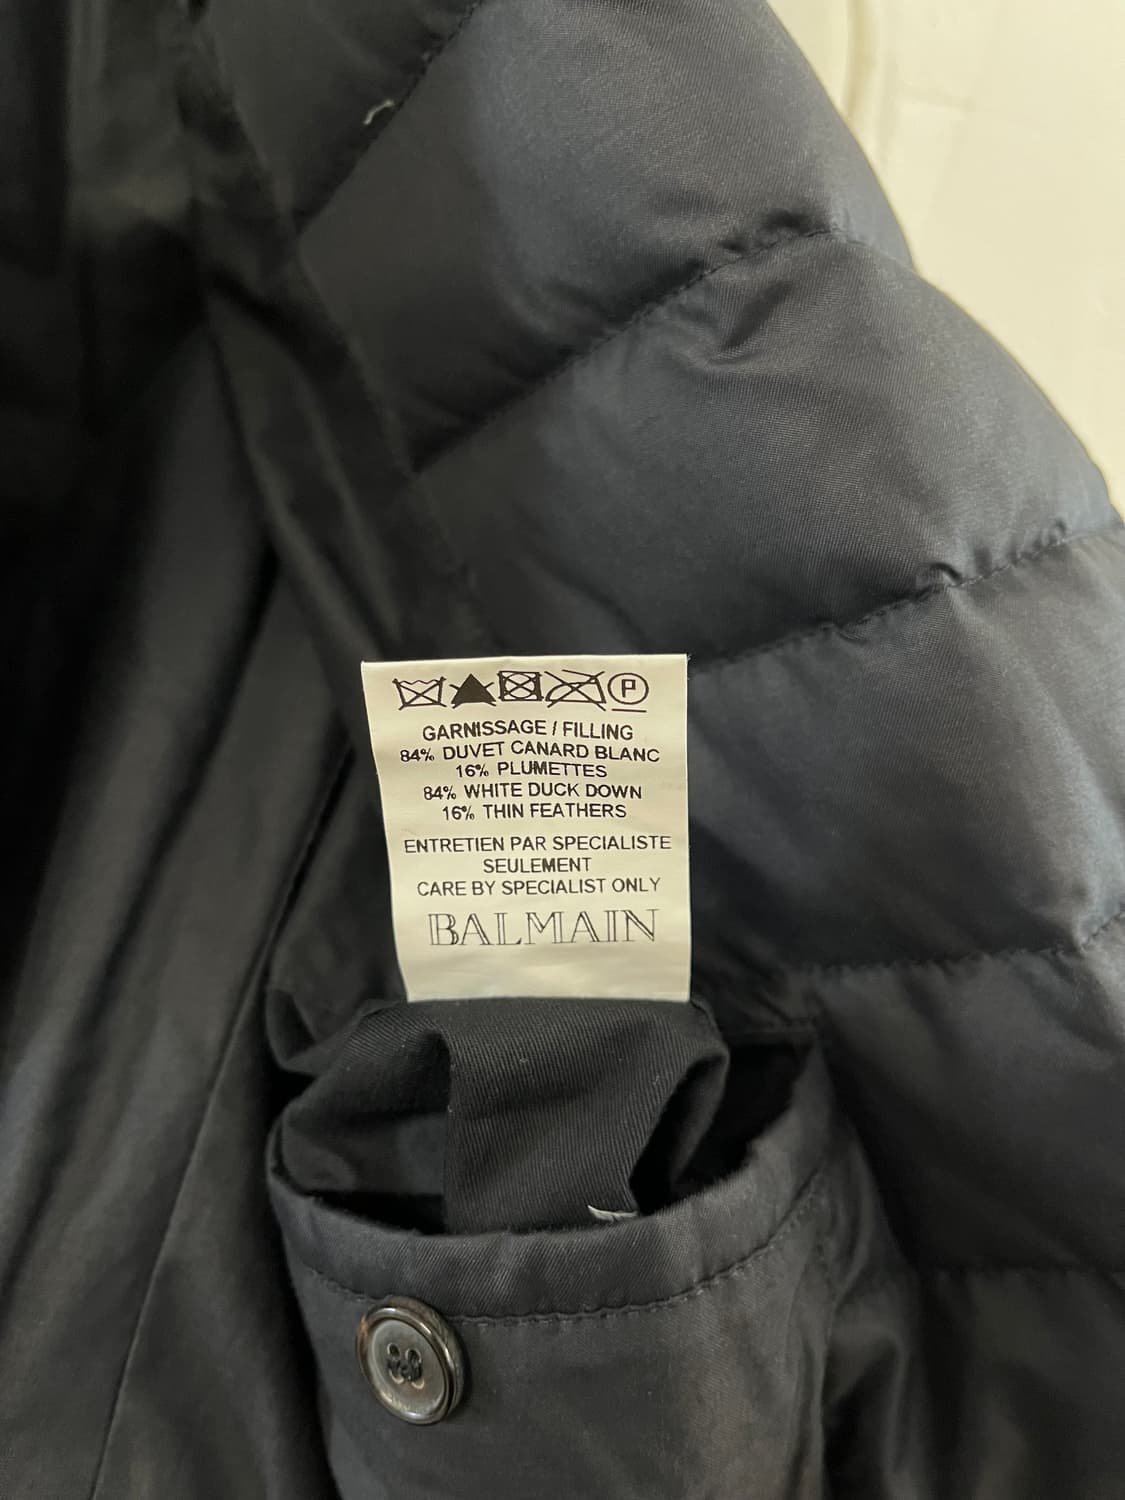 P
GARNISSAGE / FILLING
84% DUVET CANARD BLANC
16% PLUMETTES
84% WHITE DUCK DOWN
16% THIN FEATHERS
ENTRETIEN PAR SPECIALISTE
SEULEMENT
CARE BY SPECIALIST ONLY
BALMAIN